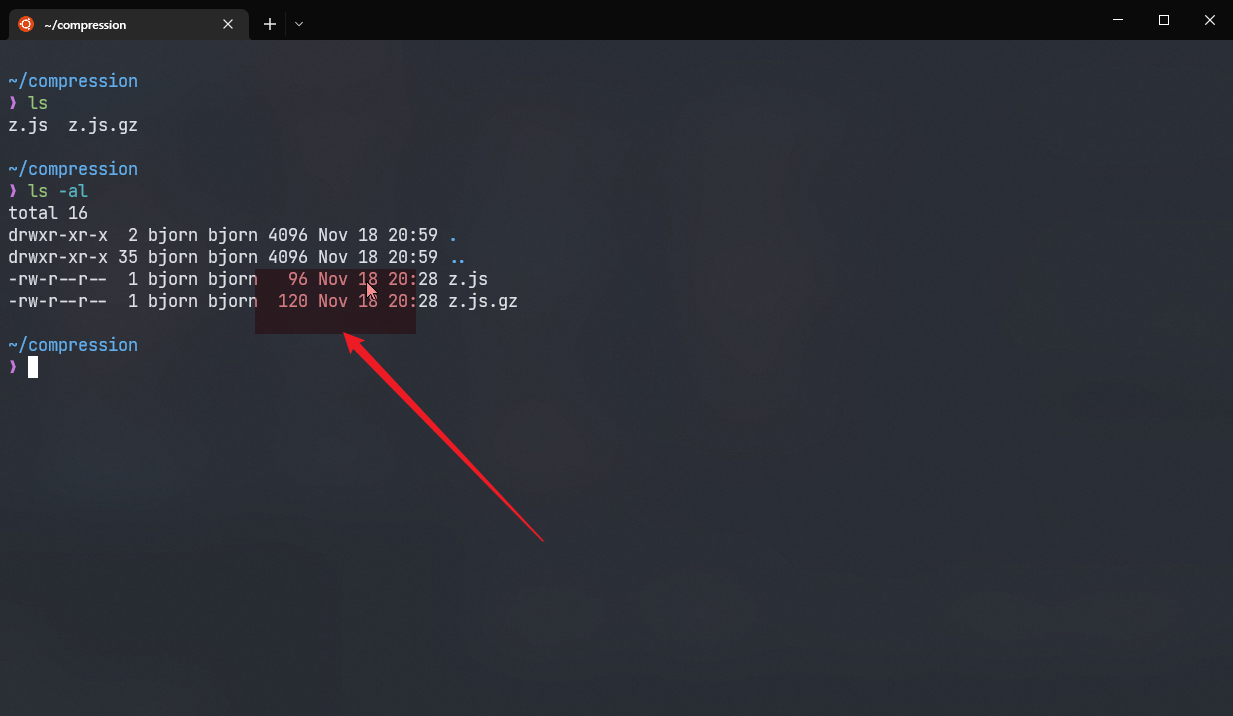 ~/compression
~/compression
❯ ls
z.js  z.js.gz
~/compression
❯ ls -al
total 16
drwxr-xr-x  2 bjorn bjorn 4096 Nov 18 20:59 .
drwxr-xr-x 35 bjorn bjorn 4096 Nov 18 20:59 ..
-rw-r--r--  1 bjorn bjorn   96 Nov 18 20:28 z.js
-rw-r--r--  1 bjorn bjorn  120 Nov 18 20:28 z.js.gz
~/compression
❯